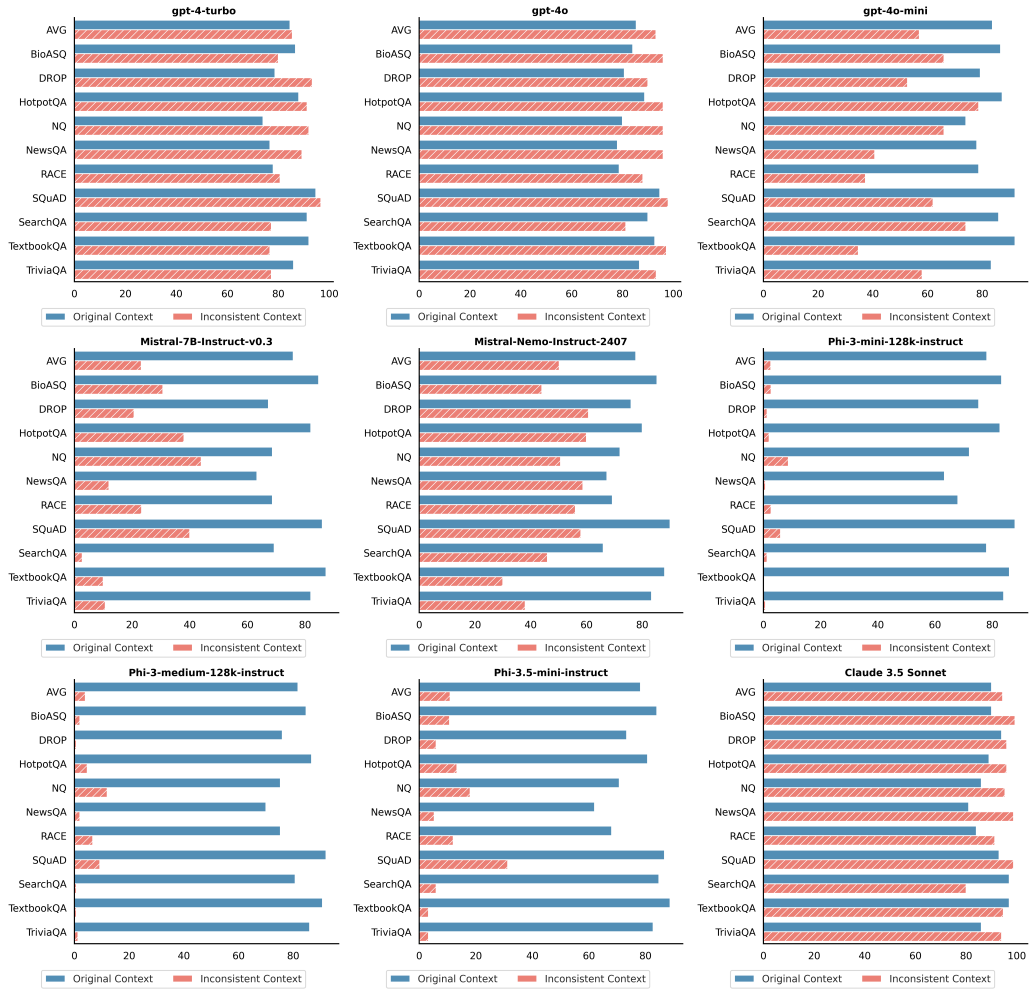 gpt-4-turbo
AVG
BioASQ
DROP
HotpotQA
NQ
NewsQA
RACE
SQuAD
SearchQA
TextbookQA
TriviaQA
0 20 40 60 80 100
Original Context Inconsistent Context
gpt-4o
AVG
BioASQ
DROP
HotpotQA
NQ
NewsQA
RACE
SQuAD
SearchQA
TextbookQA
TriviaQA
0 20 40 60 80 100
Original Context Inconsistent Context
gpt-4o-mini
AVG
BioASQ
DROP
HotpotQA
NQ
NewsQA
RACE
SQuAD
SearchQA
TextbookQA
TriviaQA
0 20 40 60 80
Original Context Inconsistent Context
Mistral-7B-Instruct-v0.3
AVG
BioASQ
DROP
HotpotQA
NQ
NewsQA
RACE
SQuAD
SearchQA
TextbookQA
TriviaQA
0 20 40 60 80
Original Context Inconsistent Context
Mistral-Nemo-Instruct-2407
AVG
BioASQ
DROP
HotpotQA
NQ
NewsQA
RACE
SQuAD
SearchQA
TextbookQA
TriviaQA
0 20 40 60 80
Original Context Inconsistent Context
Phi-3-mini-128k-instruct
AVG
BioASQ
DROP
HotpotQA
NQ
NewsQA
RACE
SQuAD
SearchQA
TextbookQA
TriviaQA
0 20 40 60 80
Original Context Inconsistent Context
Phi-3-medium-128k-instruct
AVG
BioASQ
DROP
HotpotQA
NQ
NewsQA
RACE
SQuAD
SearchQA
TextbookQA
TriviaQA
0 20 40 60 80
Original Context Inconsistent Context
Phi-3.5-mini-instruct
AVG
BioASQ
DROP
HotpotQA
NQ
NewsQA
RACE
SQuAD
SearchQA
TextbookQA
TriviaQA
0 20 40 60 80
Original Context Inconsistent Context
Claude 3.5 Sonnet
AVG
BioASQ
DROP
HotpotQA
NQ
NewsQA
RACE
SQuAD
SearchQA
TextbookQA
TriviaQA
0 20 40 60 80 100
Original Context Inconsistent Context